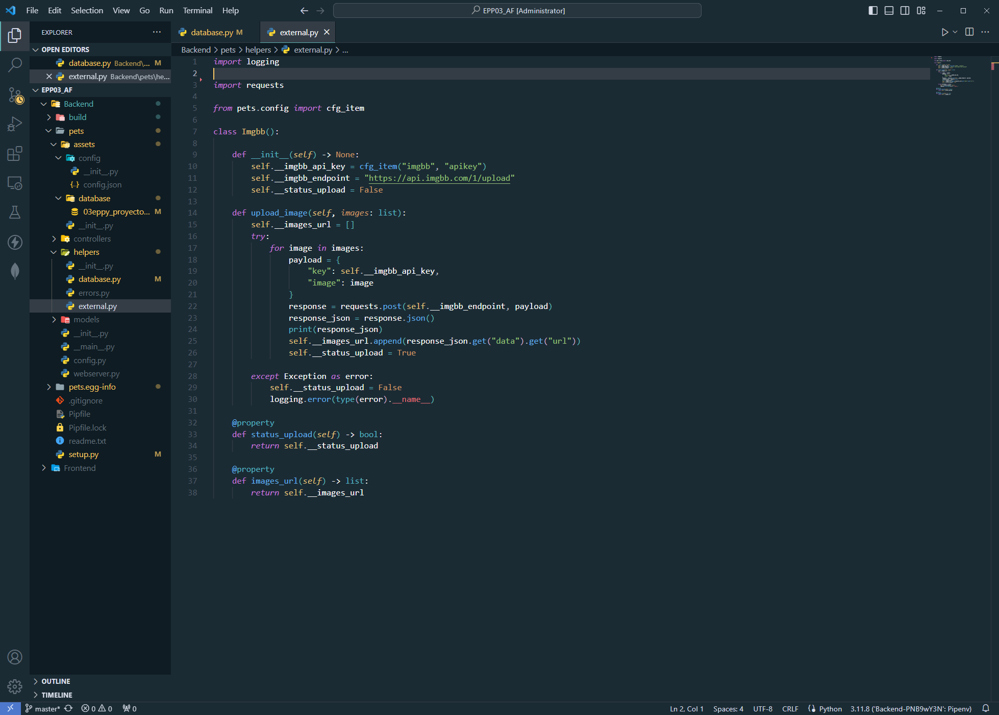 File Edit Selection View Go Run Terminal Help
EPP03_AF [Administrator]
EXPLORER
OPEN EDITORS
database.py Backend\... M
external.py Backend\pets\he...
EPP03_AF
Backend
build
pets
assets
config
__init__.py
config.json
database
03eppy_proyecto... M
__init__.py
controllers
helpers
__init__.py
database.py M
errors.py
external.py
models
__init__.py
__main__.py
config.py
webserver.py
pets.egg-info
.gitignore
Pipfile
Pipfile.lock
readme.txt
setup.py M
Frontend
OUTLINE
TIMELINE
database.py M
external.py
Backend > pets > helpers > external.py > ...
1 import logging
2
3 import requests
4
5 from pets.config import cfg_item
6
7 class Imgbb():
8
9 def __init__(self) -> None:
10 self.__imgbb_api_key = cfg_item("imgbb", "apikey")
11 self.__imgbb_endpoint = "https://api.imgbb.com/1/upload"
12 self.__status_upload = False
13
14 def upload_image(self, images: list):
15 self.__images_url = []
16 try:
17 for image in images:
18 payload = {
19 "key": self.__imgbb_api_key,
20 "image": image
21 }
22 response = requests.post(self.__imgbb_endpoint, payload)
23 response_json = response.json()
24 print(response_json)
25 self.__images_url.append(response_json.get("data").get("url"))
26 self.__status_upload = True
27
28 except Exception as error:
29 self.__status_upload = False
30 logging.error(type(error).__name__)
31
32 @property
33 def status_upload(self) -> bool:
34 return self.__status_upload
35
36 @property
37 def images_url(self) -> list:
38 return self.__images_url
master* 0 0 0
Ln 2, Col 1 Spaces: 4 UTF-8 CRLF Python 3.11.8 ('Backend-PNB9wY3N': Pipenv)